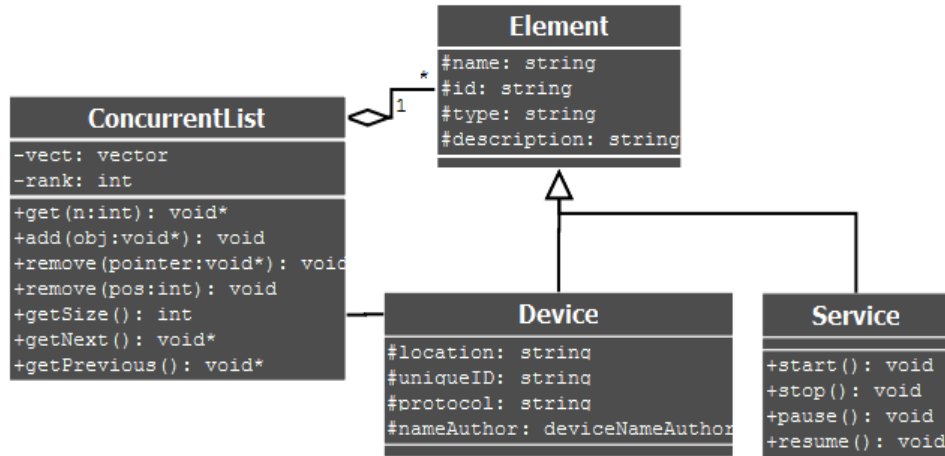 Element
#name: string
#id: string
#type: string
#description: string
*
1
ConcurrentList
-vect: vector
-rank: int
+get(n:int): void*
+add(obj:void*): void
+remove(pointer:void*): void
+remove(pos:int): void
+getSize(): int
+getNext(): void*
+getPrevious(): void*
Device
#location: string
#uniqueID: string
#protocol: string
#nameAuthor: deviceNameAuthor
Service
+start(): void
+stop(): void
+pause(): void
+resume(): void